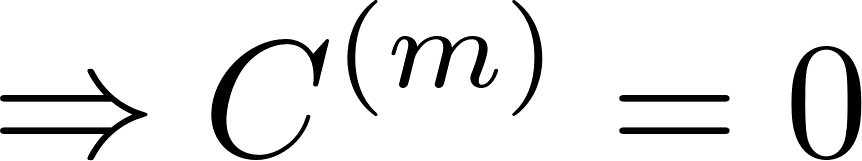 ⇒ C^{(m)} = 0